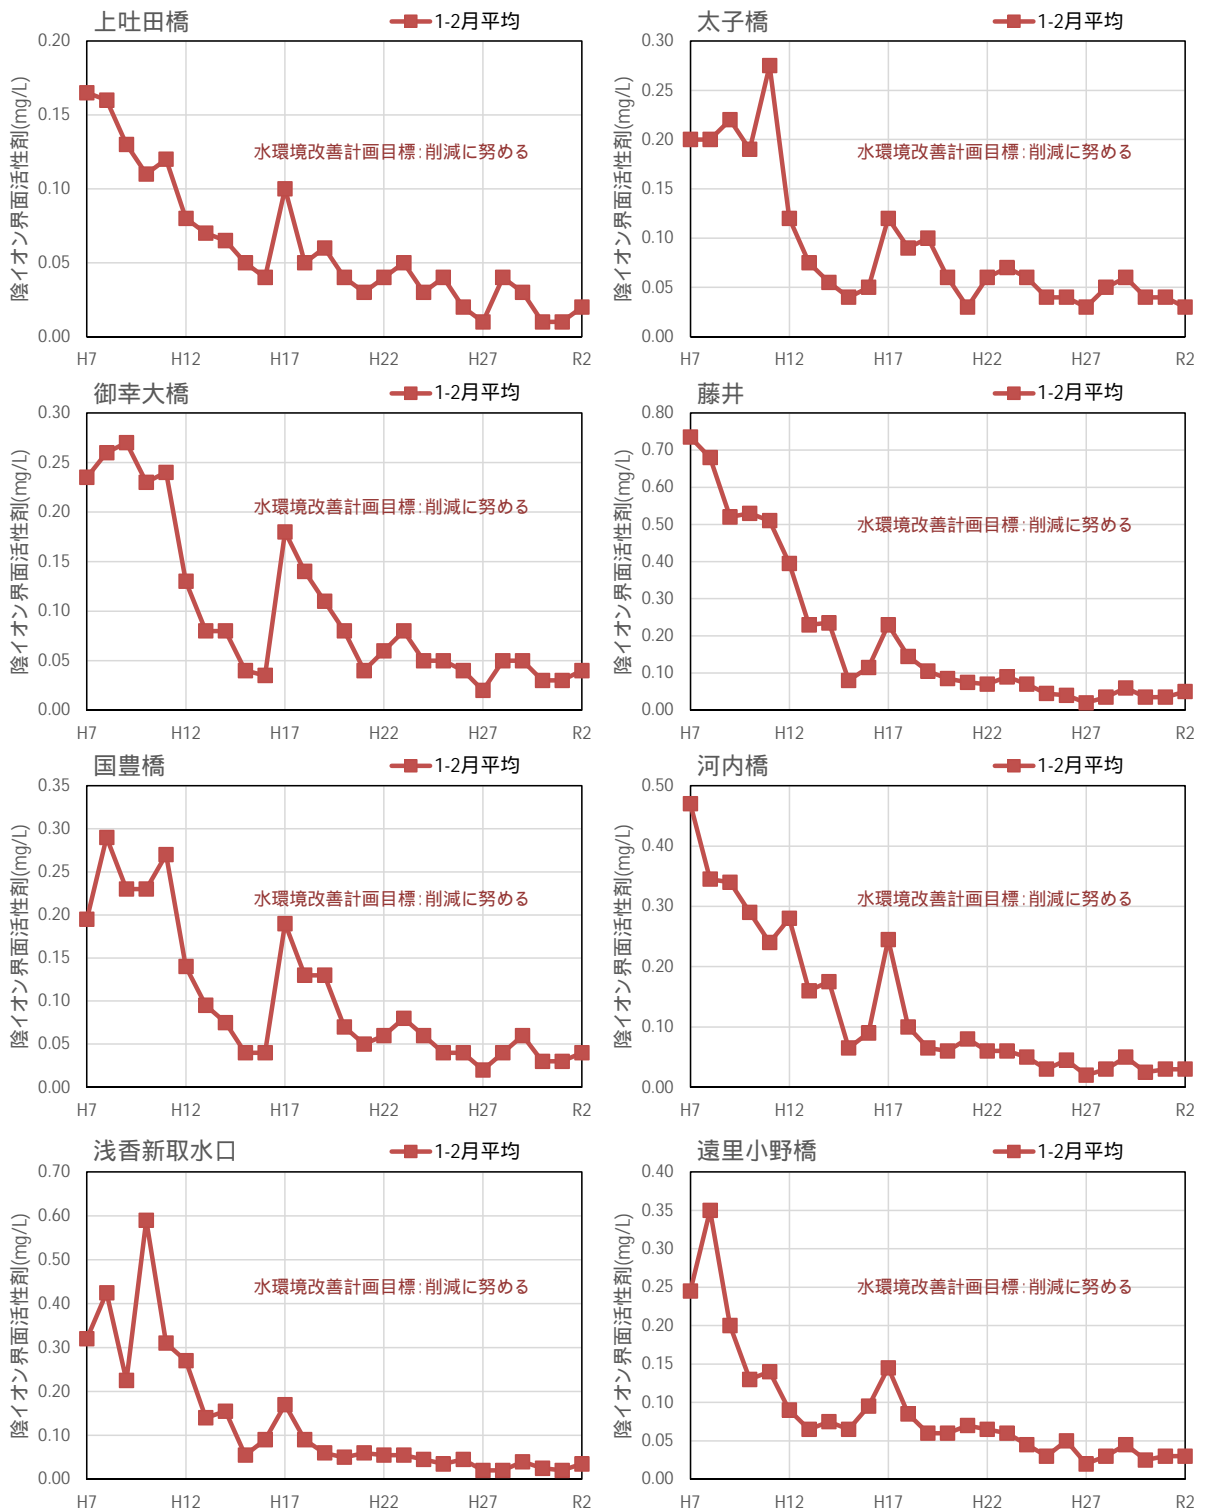 上吐田橋
1-2月平均
陰イオン界面活性剤(mg/L)
0.20
0.15
0.10
0.05
0.00
水環境改善計画目標:削減に努める
H7 H12 H17 H22 H27 R2
太子橋
1-2月平均
陰イオン界面活性剤(mg/L)
0.30
0.25
0.20
0.15
0.10
0.05
0.00
水環境改善計画目標:削減に努める
H7 H12 H17 H22 H27 R2
御幸大橋
1-2月平均
陰イオン界面活性剤(mg/L)
0.30
0.25
0.20
0.15
0.10
0.05
0.00
水環境改善計画目標:削減に努める
H7 H12 H17 H22 H27 R2
藤井
1-2月平均
陰イオン界面活性剤(mg/L)
0.80
0.70
0.60
0.50
0.40
0.30
0.20
0.10
0.00
水環境改善計画目標:削減に努める
H7 H12 H17 H22 H27 R2
国豊橋
1-2月平均
陰イオン界面活性剤(mg/L)
0.35
0.30
0.25
0.20
0.15
0.10
0.05
0.00
水環境改善計画目標:削減に努める
H7 H12 H17 H22 H27 R2
河内橋
1-2月平均
陰イオン界面活性剤(mg/L)
0.50
0.40
0.30
0.20
0.10
0.00
水環境改善計画目標:削減に努める
H7 H12 H17 H22 H27 R2
浅香新取水口
1-2月平均
陰イオン界面活性剤(mg/L)
0.70
0.60
0.50
0.40
0.30
0.20
0.10
0.00
水環境改善計画目標:削減に努める
H7 H12 H17 H22 H27 R2
遠里小野橋
1-2月平均
陰イオン界面活性剤(mg/L)
0.40
0.35
0.30
0.25
0.20
0.15
0.10
0.05
0.00
水環境改善計画目標:削減に努める
H7 H12 H17 H22 H27 R2